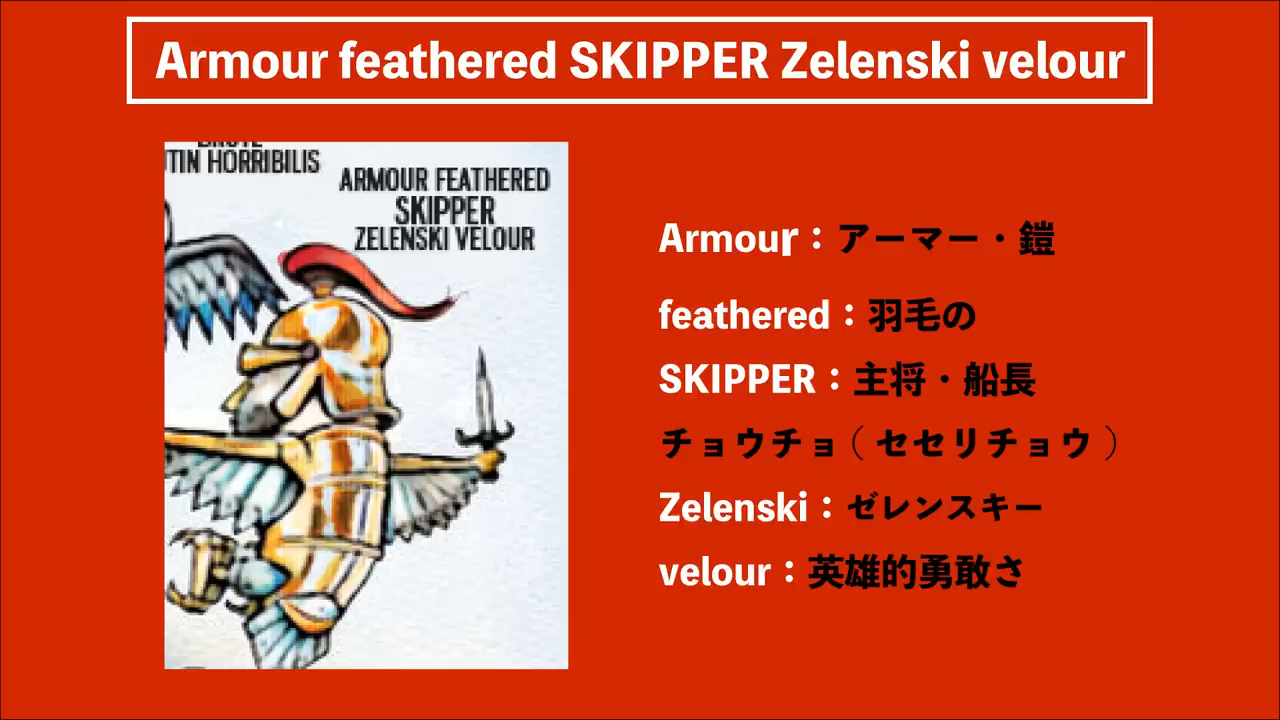 Armour feathered SKIPPER Zelenski velour
TIN HORRIBILIS
ARMOUR FEATHERED
SKIPPER
ZELENSKI VELOUR
Armour：アーマー・鎧
feathered：羽毛の
SKIPPER：主将・船長
チョウチョ（セセリチョウ）
Zelenski：ゼレンスキー
velour：英雄的勇敢さ